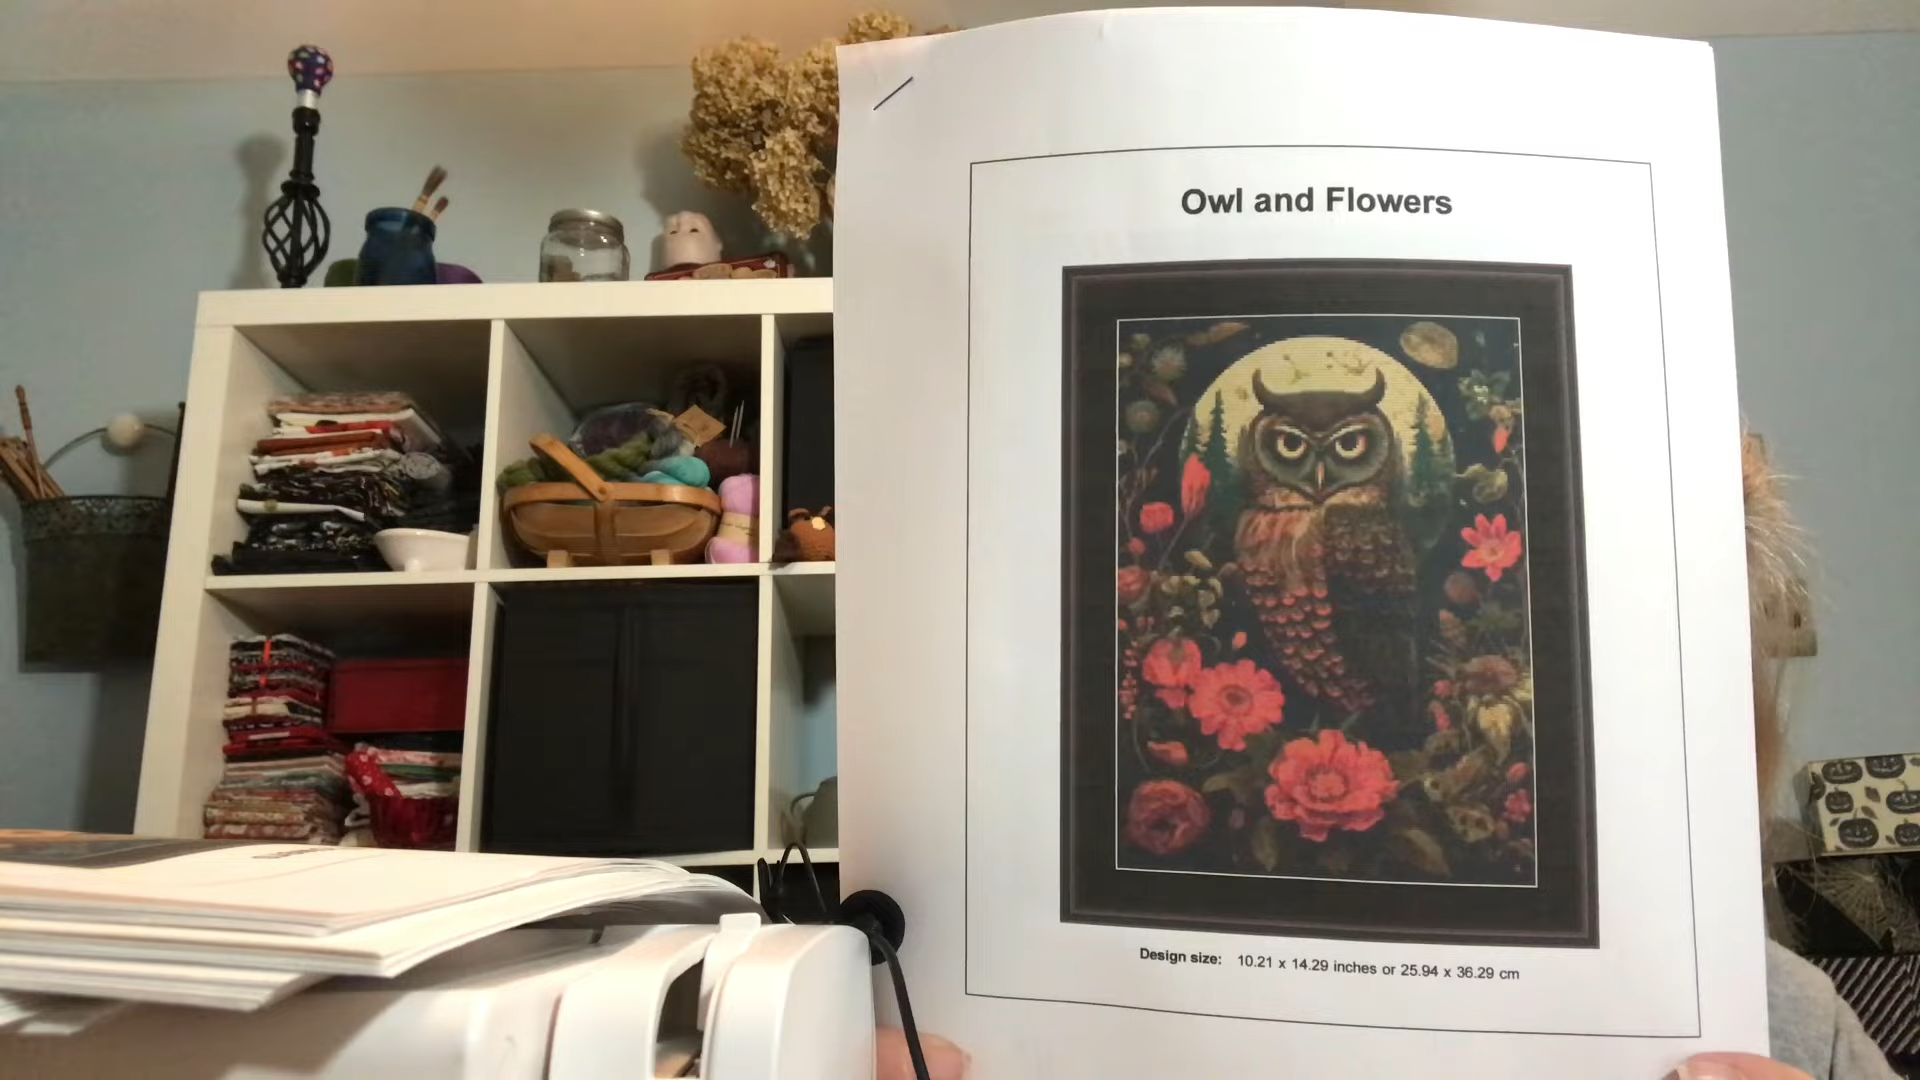 Owl and Flowers
Design size: 10.21 x 14.29 inches or 25.94 x 36.29 cm